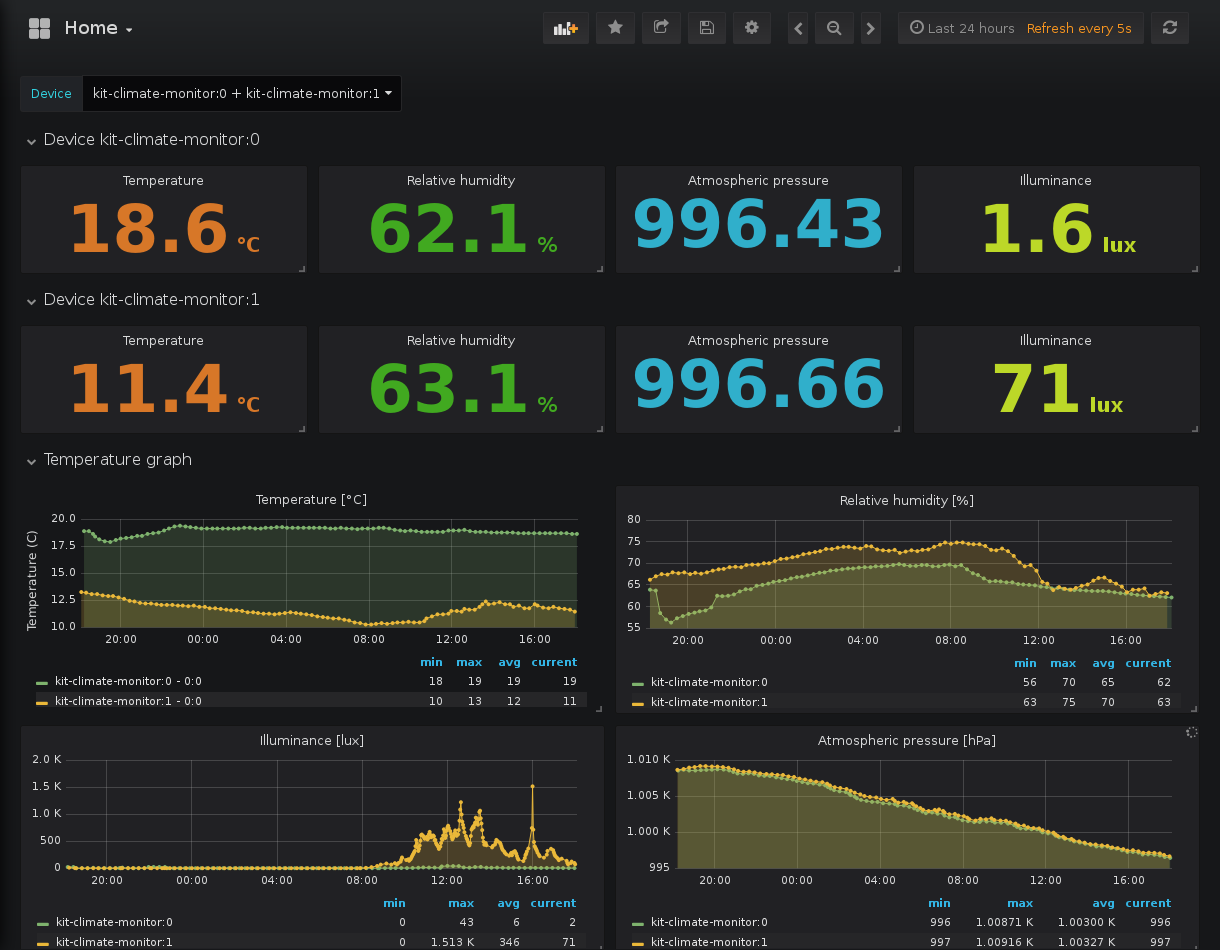 Home
Last 24 hours Refresh every 5s
Device kit-climate-monitor:0 + kit-climate-monitor:1
Device kit-climate-monitor:0
Temperature Relative humidity Atmospheric pressure Illuminance
18.6 °C 62.1 % 996.43 1.6 lux
Device kit-climate-monitor:1
Temperature Relative humidity Atmospheric pressure Illuminance
11.4 °C 63.1 % 996.66 71 lux
Temperature graph
Temperature [°C]
Temperature (C)
20.0
17.5
15.0
12.5
10.0
20:00 00:00 04:00 08:00 12:00 16:00
min max avg current
kit-climate-monitor:0 - 0:0 18 19 19 19
kit-climate-monitor:1 - 0:0 10 13 12 11
Relative humidity [%]
80
75
70
65
60
55
20:00 00:00 04:00 08:00 12:00 16:00
min max avg current
kit-climate-monitor:0 56 70 65 62
kit-climate-monitor:1 63 75 70 63
Illuminance [lux]
2.0 K
1.5 K
1.0 K
500
0
20:00 00:00 04:00 08:00 12:00 16:00
min max avg current
kit-climate-monitor:0 0 43 6 2
kit-climate-monitor:1 0 1.513 K 346 71
Atmospheric pressure [hPa]
1.010 K
1.005 K
1.000 K
995
20:00 00:00 04:00 08:00 12:00 16:00
min max avg current
kit-climate-monitor:0 996 1.00871 K 1.00300 K 996
kit-climate-monitor:1 997 1.00916 K 1.00327 K 997